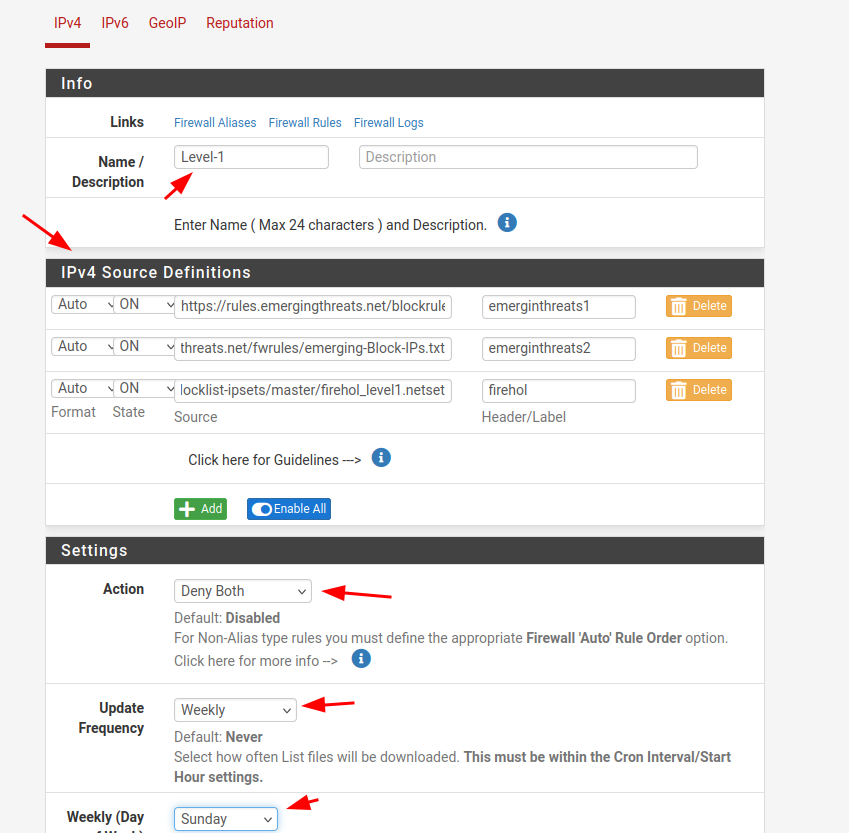 IPv4 IPv6 GeoIP Reputation
Info
Links Firewall Aliases Firewall Rules Firewall Logs
Name / Level-1 Description
Description
Enter Name ( Max 24 characters ) and Description.
IPv4 Source Definitions
Auto ON https://rules.emergingthreats.net/blockrule emerginthreats1 Delete
Auto ON threats.net/fwrules/emerging-Block-IPs.txt emerginthreats2 Delete
Auto ON locklist-ipsets/master/firehol_level1.netset firehol Delete
Format State Source Header/Label
Click here for Guidelines --->
Add Enable All
Settings
Action Deny Both
Default: Disabled
For Non-Alias type rules you must define the appropriate Firewall 'Auto' Rule Order option.
Click here for more info -->
Update Weekly
Frequency
Default: Never
Select how often List files will be downloaded. This must be within the Cron Interval/Start
Hour settings.
Weekly (Day Sunday